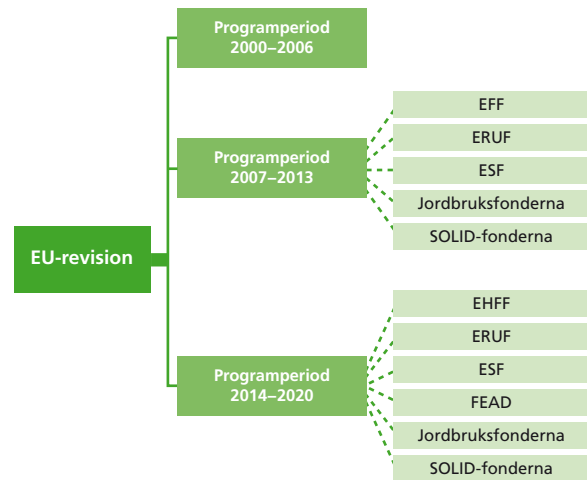 Programperiod
2000–2006
EFF
ERUF
Programperiod
2007–2013
ESF
Jordbruksfonderna
SOLID-fonderna
EU-revision
EHFF
ERUF
ESF
Programperiod
2014–2020
FEAD
Jordbruksfonderna
SOLID-fonderna